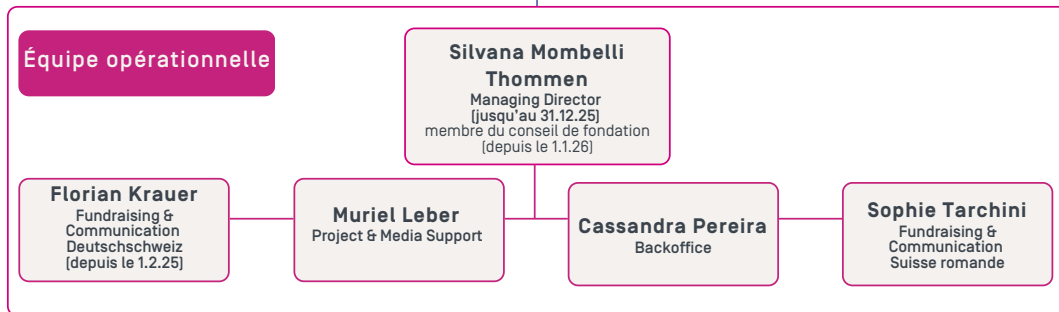 Équipe opérationnelle
Silvana Mombelli
Thommen
Managing Director
(jusqu'au 31.12.25)
membre du conseil de fondation
(depuis le 1.1.26)
Florian Krauer
Fundraising &
Communication
Deutschschweiz
(depuis le 1.2.25)
Muriel Leber
Project & Media Support
Cassandra Pereira
Backoffice
Sophie Tarchini
Fundraising &
Communication
Suisse romande